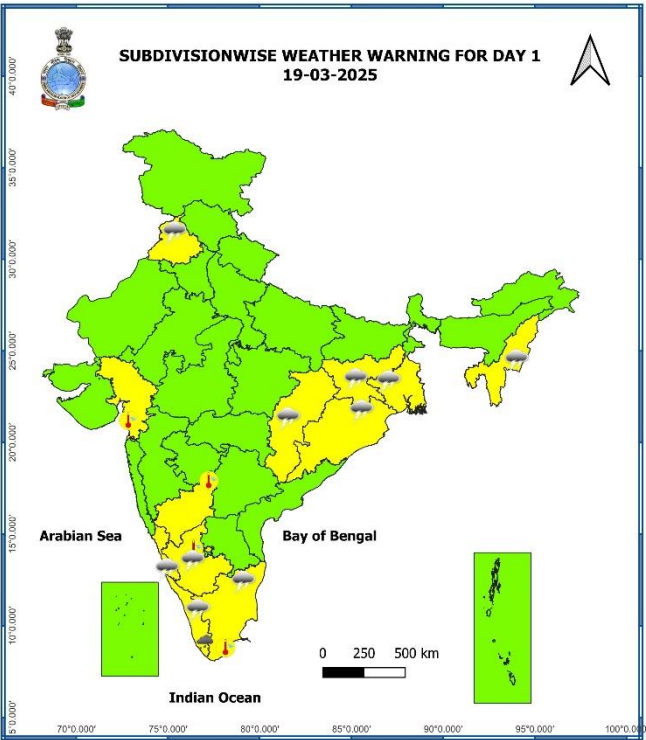 SUBDIVISIONWISE WEATHER WARNING FOR DAY 1
19-03-2025
40°0.000'
35°0.000'
30°0.000'
25°0.000'
20°0.000'
15°0.000'
10°0.000'
5°0.000'
Arabian Sea
Bay of Bengal
0 250 500 km
Indian Ocean
70°0.000' 75°0.000' 80°0.000' 85°0.000' 90°0.000' 95°0.000' 100°0.000'